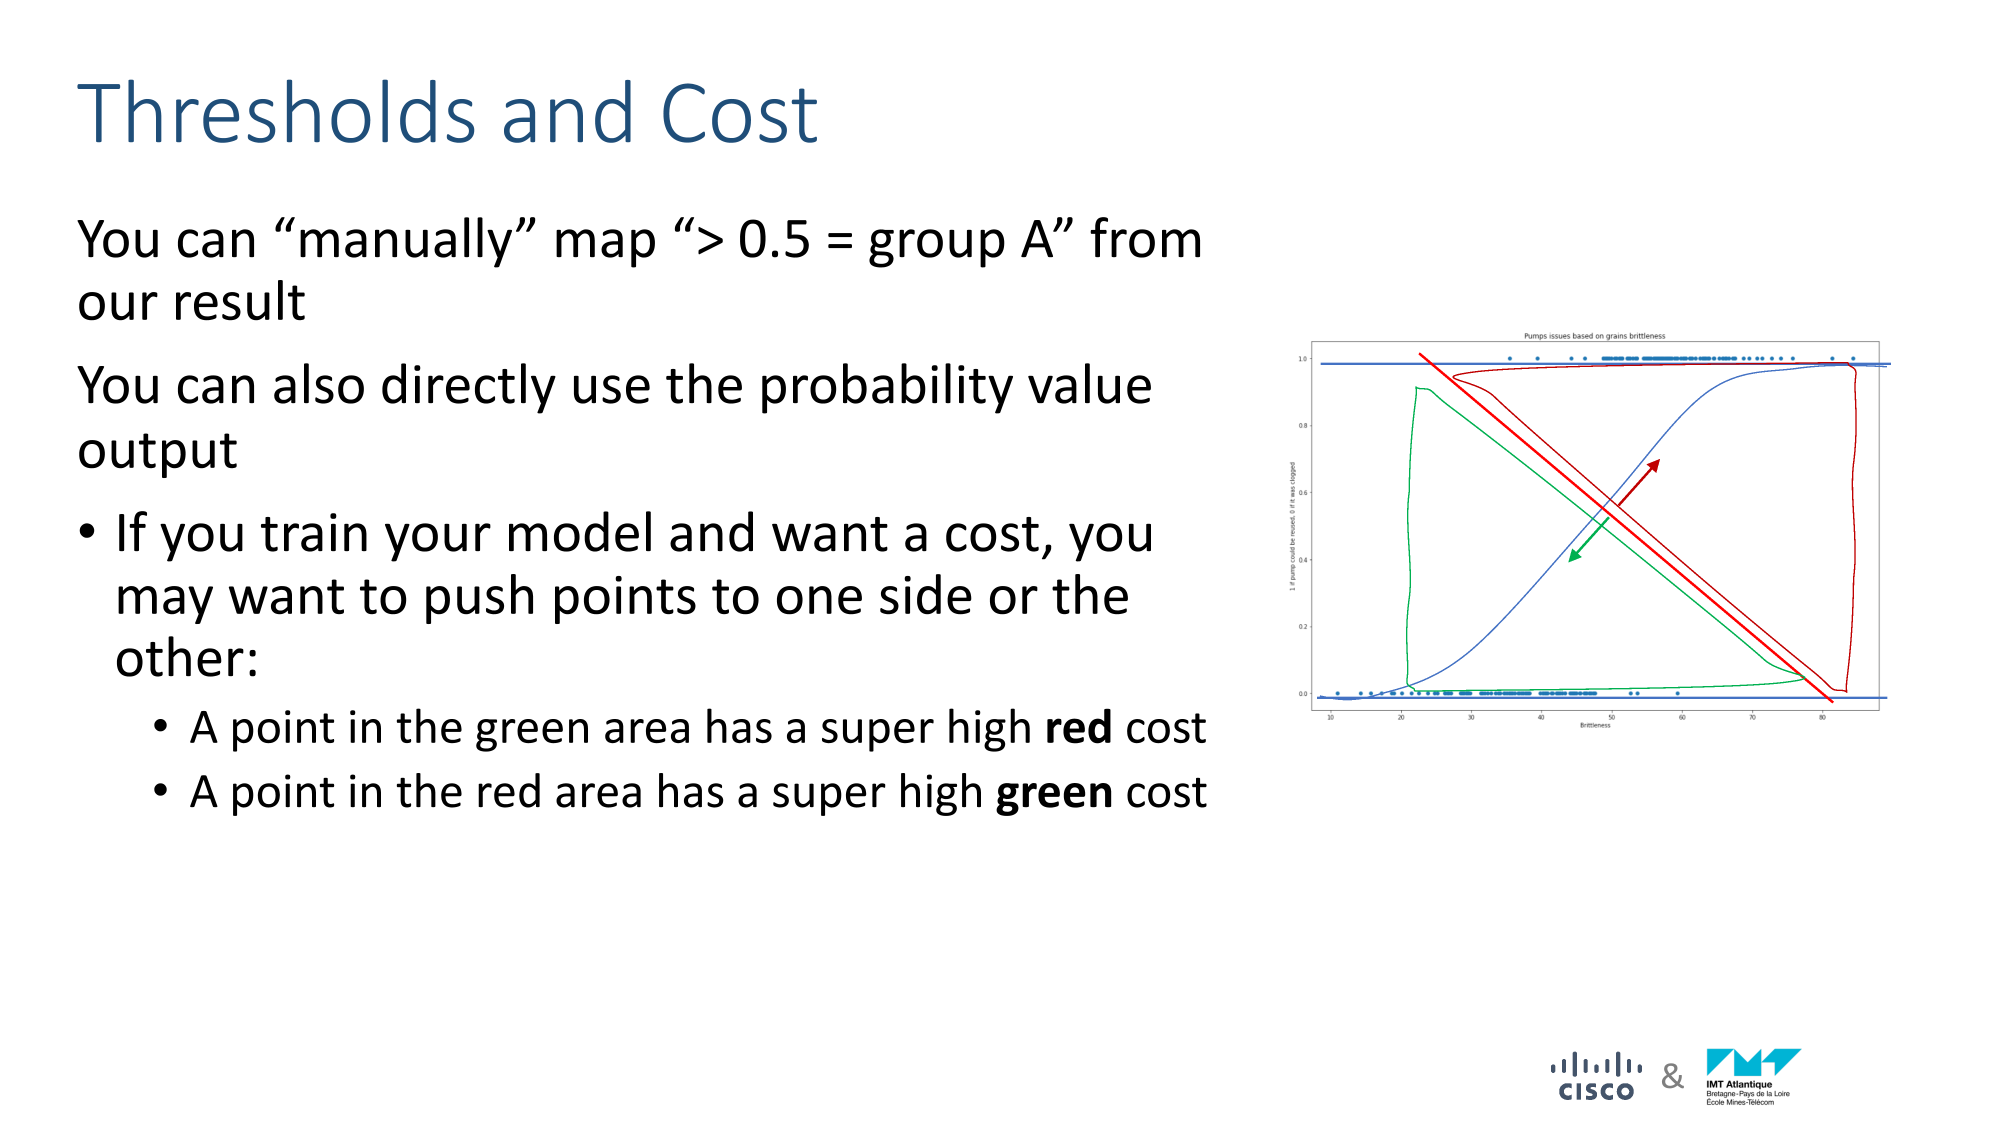 Thresholds and Cost
You can “manually” map “> 0.5 = group A” from
our result
You can also directly use the probability value
output
• If you train your model and want a cost, you
may want to push points to one side or the
other:
• A point in the green area has a super high red cost
• A point in the red area has a super high green cost
Pumps issues based on grains brittleness
1 if pump could be reused, 0 if it was clogged
1.0
0.8
0.6
0.4
0.2
0.0
10 20 30 40 50 60 70 80
Brittleness
CISCO
&
IMT Atlantique
Bretagne-Pays de la Loire
École Mines-Télécom